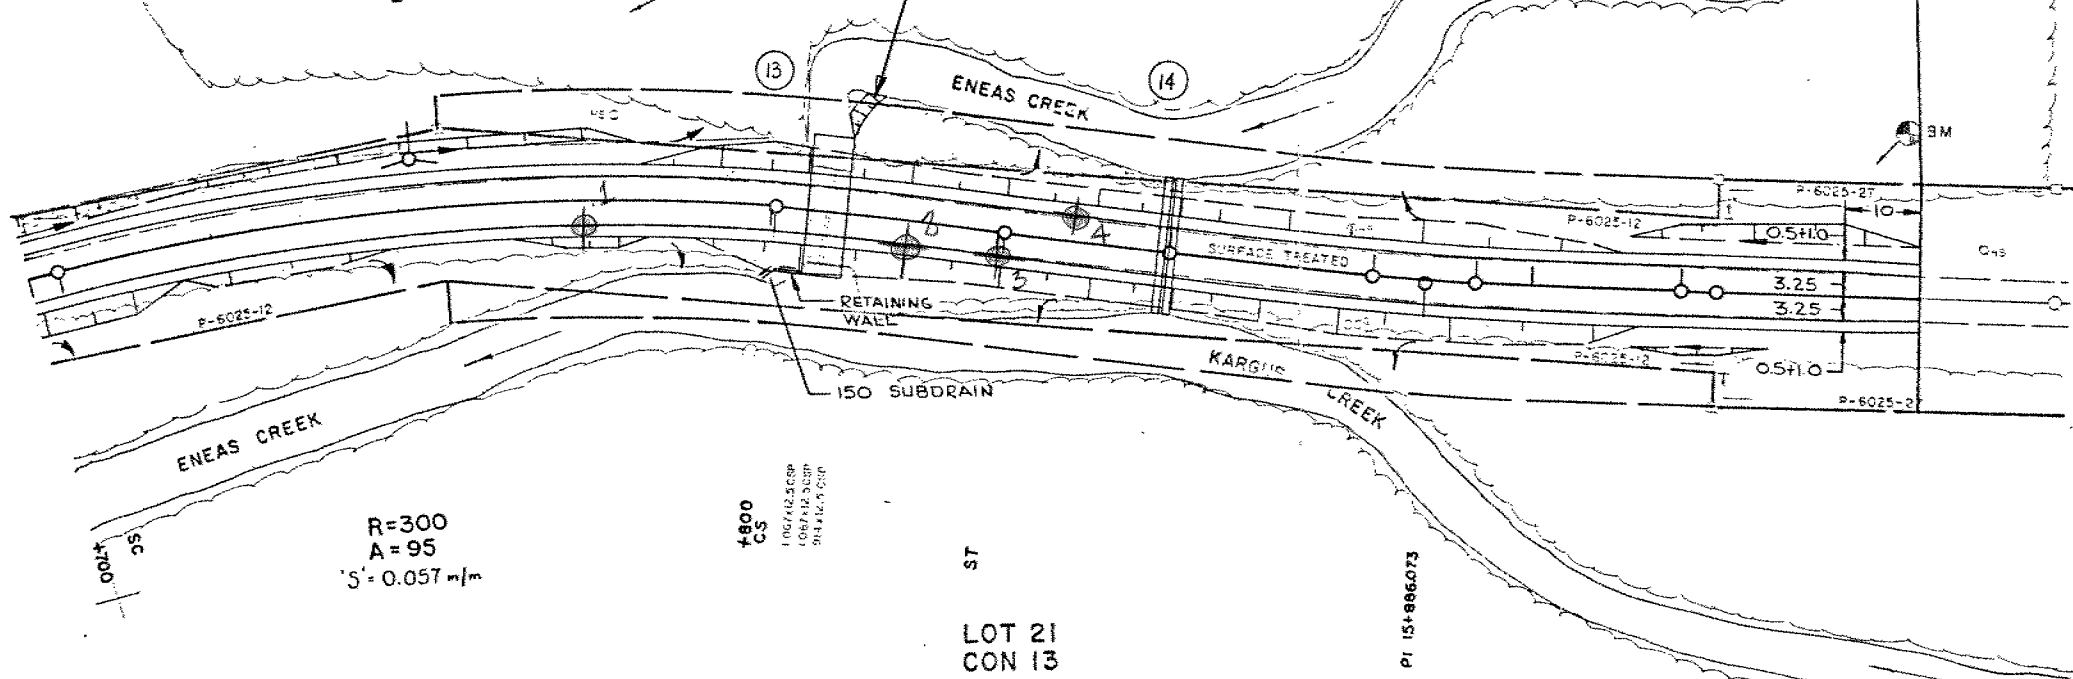 13
14
ENEAS CREEK
BM
P-6025-27
P-6025-12
10
0.5+1.0
SURFACE TREATED
3.25
3.25
1
4
3
RETAINING
WALL
P-6025-12
P-6025-12
0.5+1.0
KARGUS
CREEK
150 SUBDRAIN
P-6025-27
ENEAS CREEK
R=300
A=95
'S'= 0.057 m/m
+700
SC
+800
C.S
ST
PI 15+886.073
LOT 21
CON 13